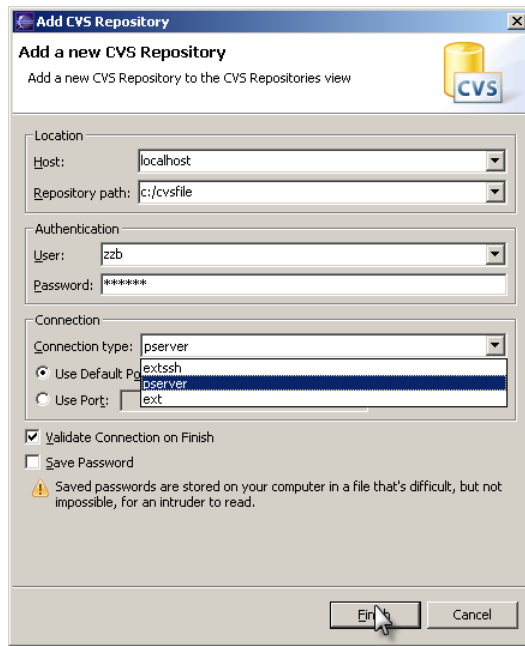 Add CVS Repository
Add a new CVS Repository
Add a new CVS Repository to the CVS Repositories view
CVS
Location
Host: localhost
Repository path: c:/cvsfile
Authentication
User: zzb
Password: ******
Connection
Connection type: pserver
extssh
Use Default Po
pserver
Use Port:
ext
Validate Connection on Finish
Save Password
Saved passwords are stored on your computer in a file that's difficult, but not
impossible, for an intruder to read.
Finish Cancel